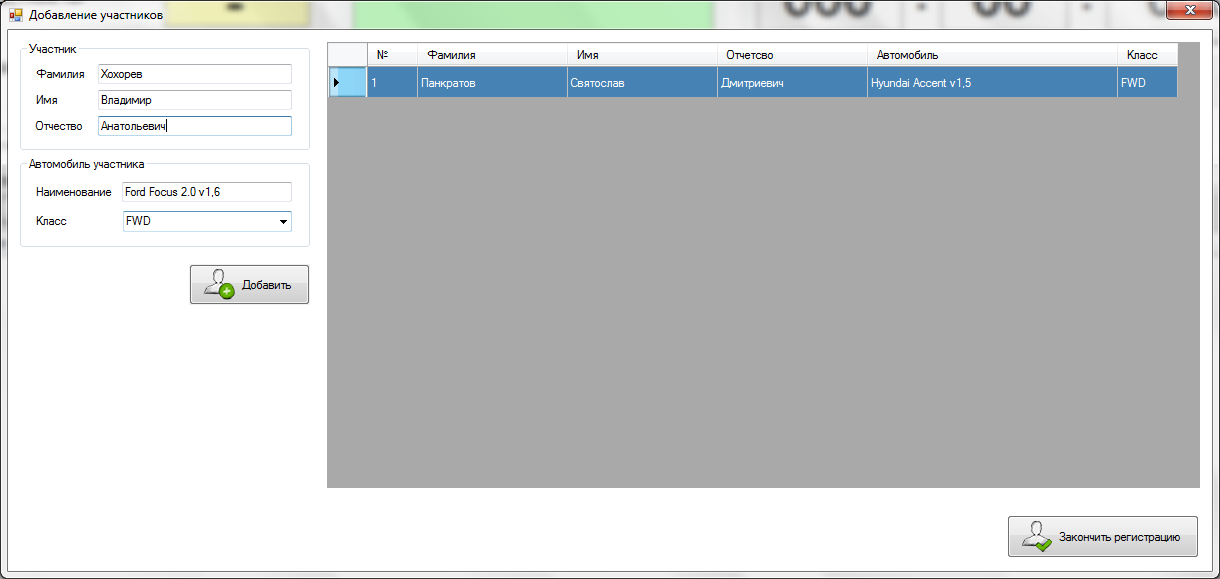 Добавление участников
Участник
Фамилия Хохорев
Имя Владимир
Отчество Анатольевич
Автомобиль участника
Наименование Ford Focus 2.0 v1,6
Класс FWD
Добавить
№ Фамилия Имя Отчетсво Автомобиль Класс
1 Панкратов Святослав Дмитриевич Hyundai Accent v1,5 FWD
Закончить регистрацию